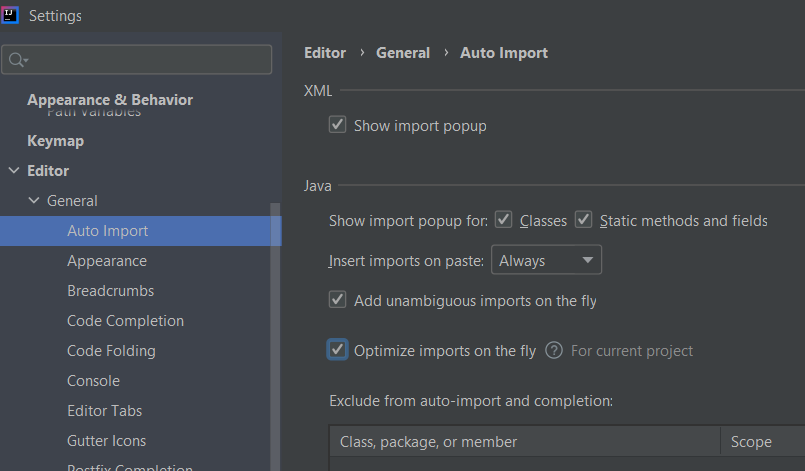 Settings
Appearance & Behavior
Path Variables
Keymap
Editor
General
Auto Import
Appearance
Breadcrumbs
Code Completion
Code Folding
Console
Editor Tabs
Gutter Icons
Postfix Completion
Editor › General › Auto Import
XML
Show import popup
Java
Show import popup for: Classes Static methods and fields
Insert imports on paste: Always
Add unambiguous imports on the fly
Optimize imports on the fly ? For current project
Exclude from auto-import and completion:
Class, package, or member Scope